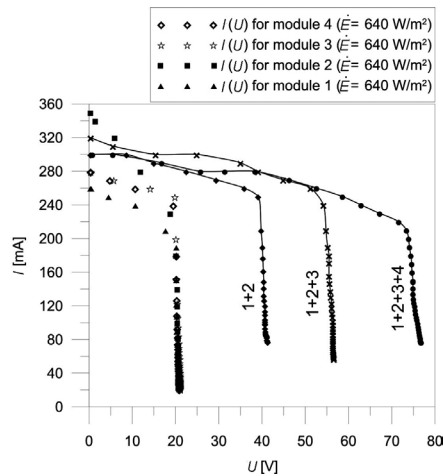 I(U) for module 4 (Ė= 640 W/m²)
I(U) for module 3 (Ė= 640 W/m²)
I(U) for module 2 (Ė= 640 W/m²)
I(U) for module 1 (Ė= 640 W/m²)
360
320
280
240
200
160
120
80
40
0
I [mA]
1+2
1+2+3
1+2+3+4
0 10 20 30 40 50 60 70 80
U [V]